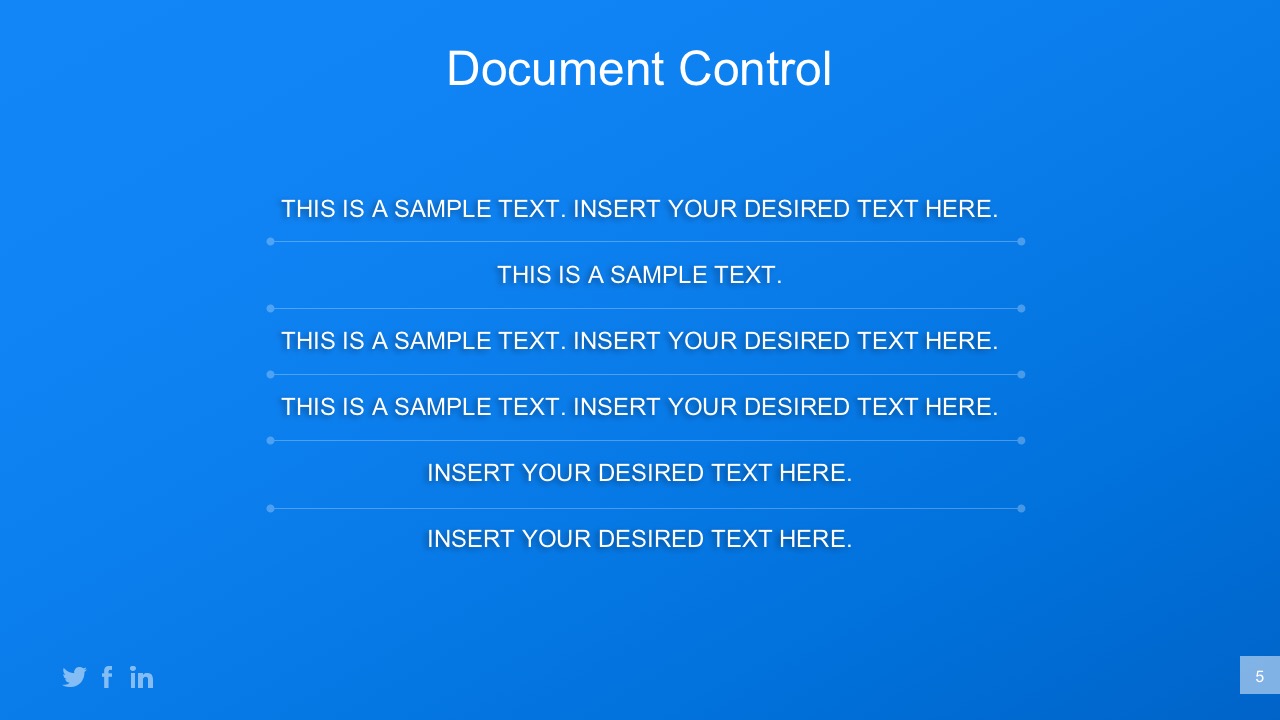 Document Control
THIS IS A SAMPLE TEXT. INSERT YOUR DESIRED TEXT HERE.
THIS IS A SAMPLE TEXT.
THIS IS A SAMPLE TEXT. INSERT YOUR DESIRED TEXT HERE.
THIS IS A SAMPLE TEXT. INSERT YOUR DESIRED TEXT HERE.
INSERT YOUR DESIRED TEXT HERE.
INSERT YOUR DESIRED TEXT HERE.
5